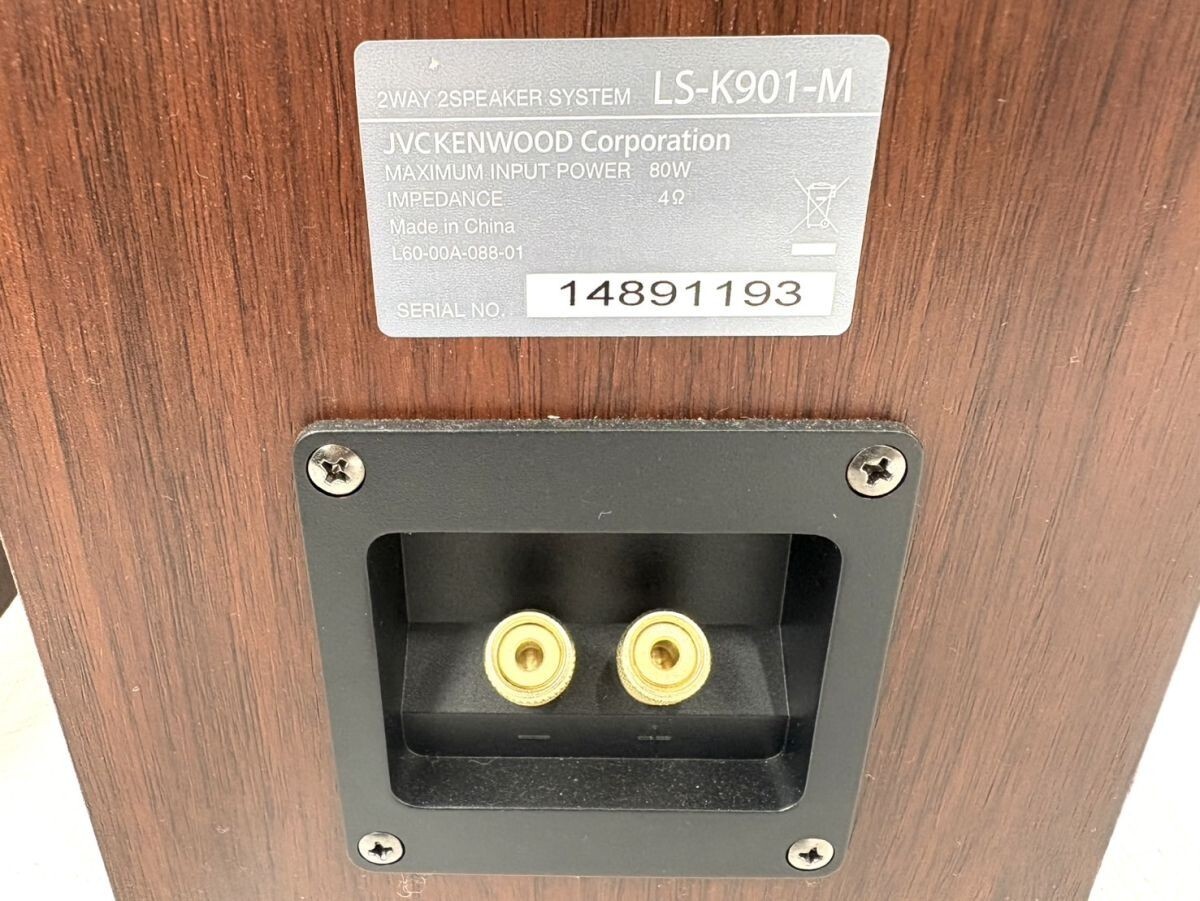 2WAY 2SPEAKER SYSTEM LS-K901-M
JVCKENWOOD Corporation
MAXIMUM INPUT POWER 80W
IMPEDANCE 4Ω
Made in China
L60-00A-088-01
SERIAL NO. 14891193
− +